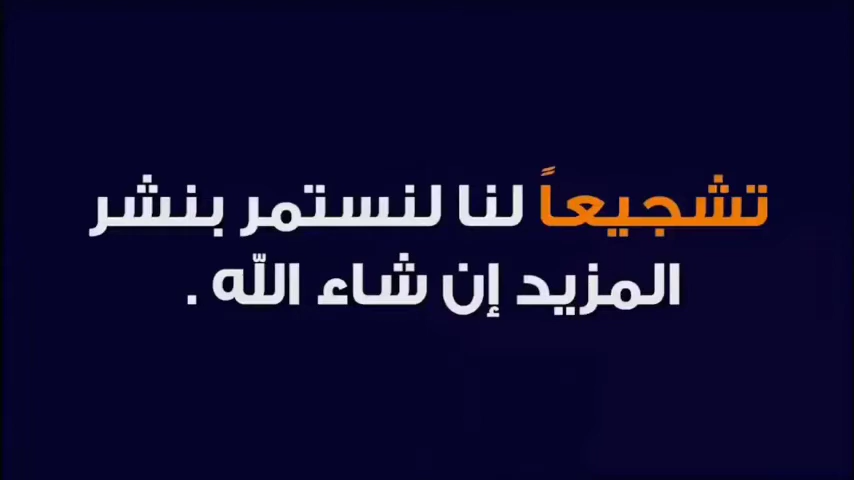 تشجيعاً لنا لنستمر بنشر
المزيد إن شاء الله .